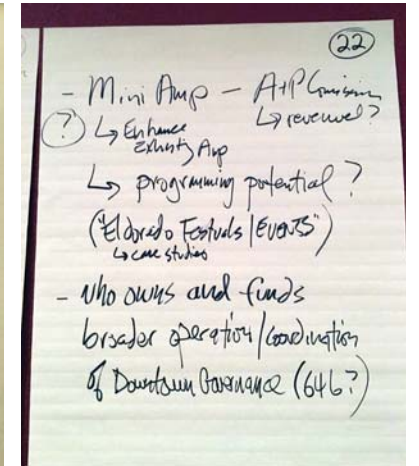 22
- Mini Amp - A+P Commission
? ↳ Enhance ↳ revenue?
Existing Amp
↳ programming potential?
("Eldorado Festivals / EVENTS")
↳ case studies
- who owns and funds
broader operation/coordination
of Downtown Governance (646?)